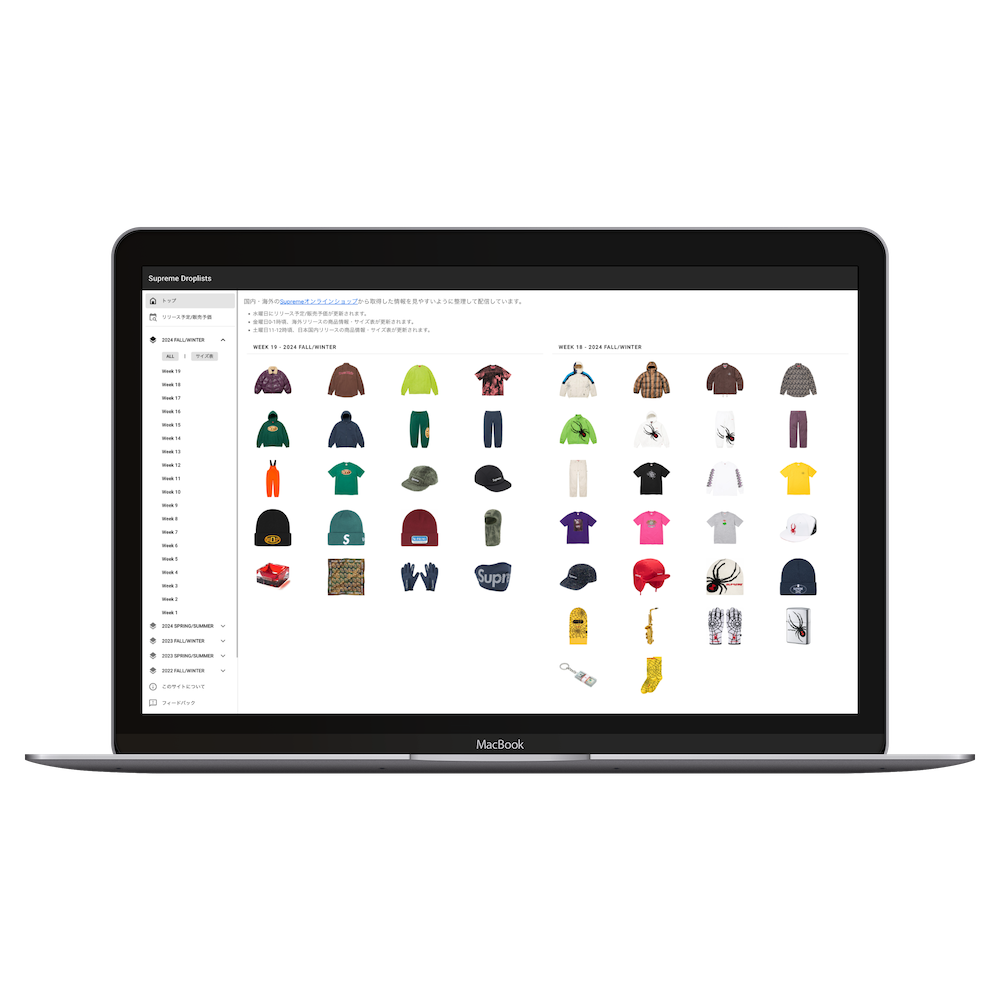 Supreme Droplists
トップ
リリース予定/販売予価
2024 FALL/WINTER
ALL
サイズ表
Week 19
Week 18
Week 17
Week 16
Week 15
Week 14
Week 13
Week 12
Week 11
Week 10
Week 9
Week 8
Week 7
Week 6
Week 5
Week 4
Week 3
Week 2
Week 1
2024 SPRING/SUMMER
2023 FALL/WINTER
2023 SPRING/SUMMER
2022 FALL/WINTER
このサイトについて
フィードバック
国内・海外のSupremeオンラインショップから取得した情報を見やすいように整理して配信しています。
水曜日にリリース予定/販売予価が更新されます。
金曜日0-1時頃、海外リリースの商品情報・サイズ表が更新されます。
土曜日11-12時頃、日本国内リリースの商品情報・サイズ表が更新されます。
WEEK 19 - 2024 FALL/WINTER
S
Supr
WEEK 18 - 2024 FALL/WINTER
MacBook